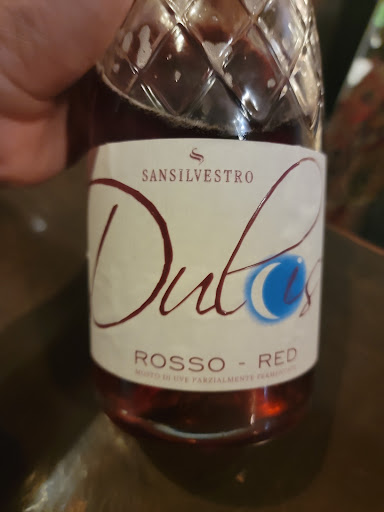 SANSILVESTRO
Dulcis
ROSSO - RED
MOSTO DI UVE PARZIALMENTE FERMENTATO